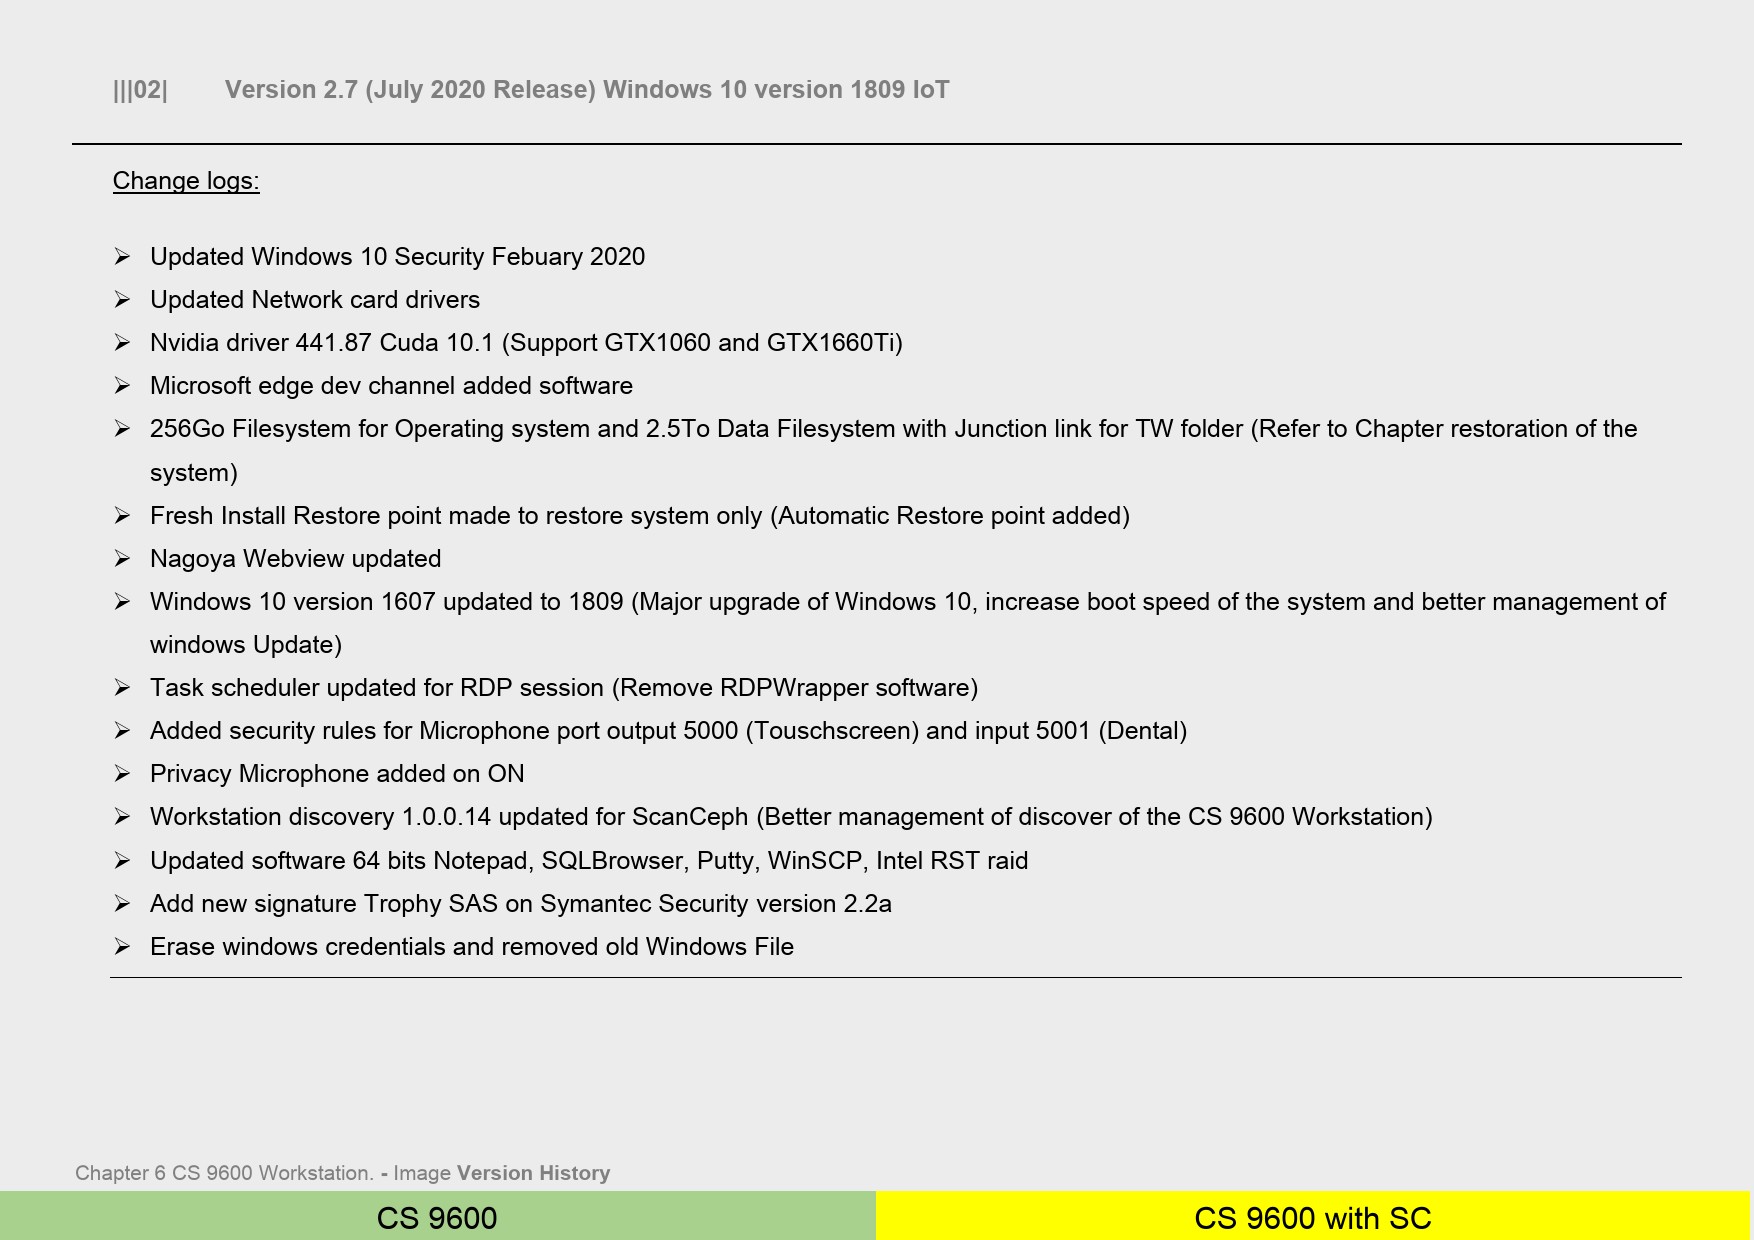 |||02| Version 2.7 (July 2020 Release) Windows 10 version 1809 IoT
Change logs:
➢ Updated Windows 10 Security Febuary 2020
➢ Updated Network card drivers
➢ Nvidia driver 441.87 Cuda 10.1 (Support GTX1060 and GTX1660Ti)
➢ Microsoft edge dev channel added software
➢ 256Go Filesystem for Operating system and 2.5To Data Filesystem with Junction link for TW folder (Refer to Chapter restoration of the
system)
➢ Fresh Install Restore point made to restore system only (Automatic Restore point added)
➢ Nagoya Webview updated
➢ Windows 10 version 1607 updated to 1809 (Major upgrade of Windows 10, increase boot speed of the system and better management of
windows Update)
➢ Task scheduler updated for RDP session (Remove RDPWrapper software)
➢ Added security rules for Microphone port output 5000 (Touschscreen) and input 5001 (Dental)
➢ Privacy Microphone added on ON
➢ Workstation discovery 1.0.0.14 updated for ScanCeph (Better management of discover of the CS 9600 Workstation)
➢ Updated software 64 bits Notepad, SQLBrowser, Putty, WinSCP, Intel RST raid
➢ Add new signature Trophy SAS on Symantec Security version 2.2a
➢ Erase windows credentials and removed old Windows File
Chapter 6 CS 9600 Workstation. - Image Version History
CS 9600
CS 9600 with SC